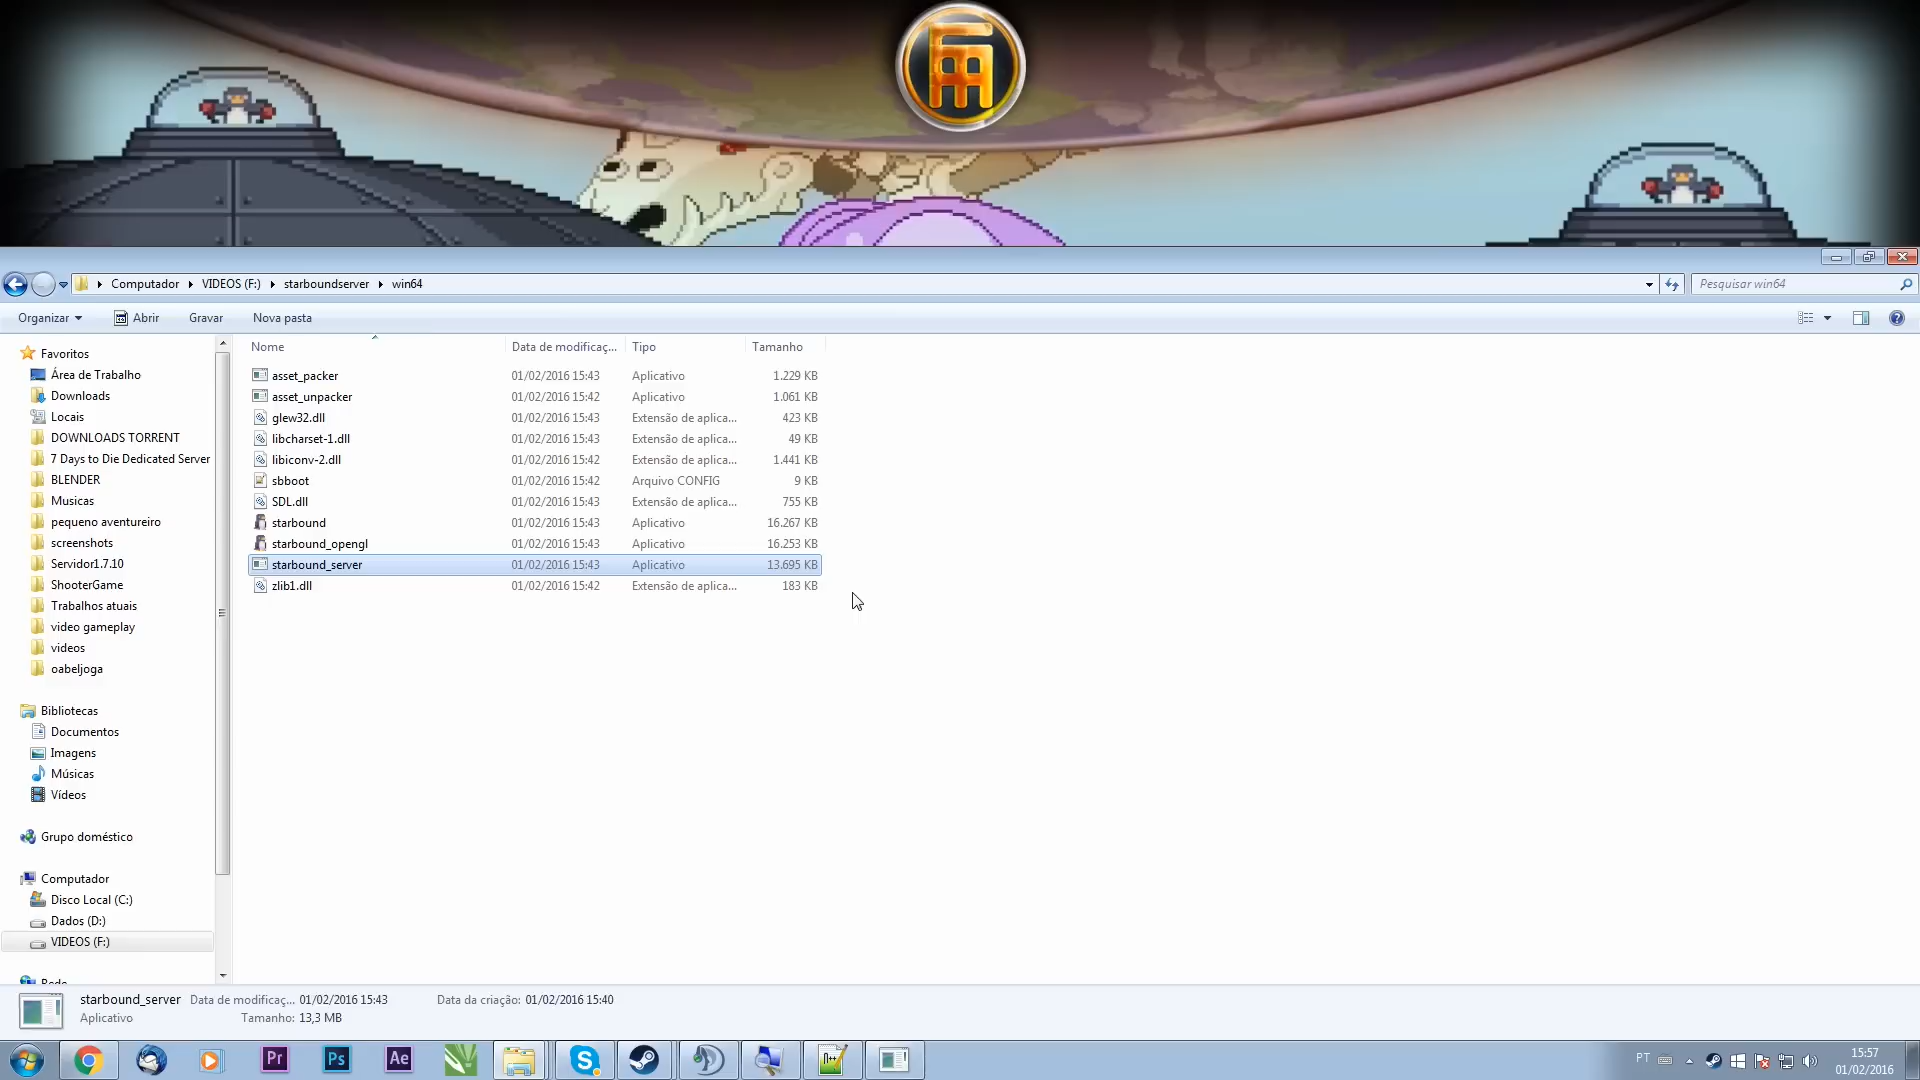 Computador VIDEOS (F:) starboundserver win64
Pesquisar win64
Organizar Abrir Gravar Nova pasta
Nome Data de modificaç... Tipo Tamanho
asset_packer 01/02/2016 15:43 Aplicativo 1.229 KB
asset_unpacker 01/02/2016 15:42 Aplicativo 1.061 KB
glew32.dll 01/02/2016 15:43 Extensão de aplica... 423 KB
libcharset-1.dll 01/02/2016 15:43 Extensão de aplica... 49 KB
libiconv-2.dll 01/02/2016 15:42 Extensão de aplica... 1.441 KB
sbboot 01/02/2016 15:42 Arquivo CONFIG 9 KB
SDL.dll 01/02/2016 15:43 Extensão de aplica... 755 KB
starbound 01/02/2016 15:43 Aplicativo 16.267 KB
starbound_opengl 01/02/2016 15:43 Aplicativo 16.253 KB
starbound_server 01/02/2016 15:43 Aplicativo 13.695 KB
zlib1.dll 01/02/2016 15:42 Extensão de aplica... 183 KB
Favoritos
Área de Trabalho
Downloads
Locais
DOWNLOADS TORRENT
7 Days to Die Dedicated Server
BLENDER
Musicas
pequeno aventureiro
screenshots
Servidor1.7.10
ShooterGame
Trabalhos atuais
video gameplay
videos
oabeljoga
Bibliotecas
Documentos
Imagens
Músicas
Vídeos
Grupo doméstico
Computador
Disco Local (C:)
Dados (D:)
VIDEOS (F:)
Rede
starbound_server Data de modificaç... 01/02/2016 15:43 Data da criação: 01/02/2016 15:40
Aplicativo Tamanho: 13,3 MB
Pr Ps Ae
PT
15:57
01/02/2016